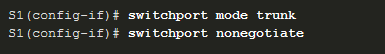 S1(config-if)# switchport mode trunk
S1(config-if)# switchport nonegotiate